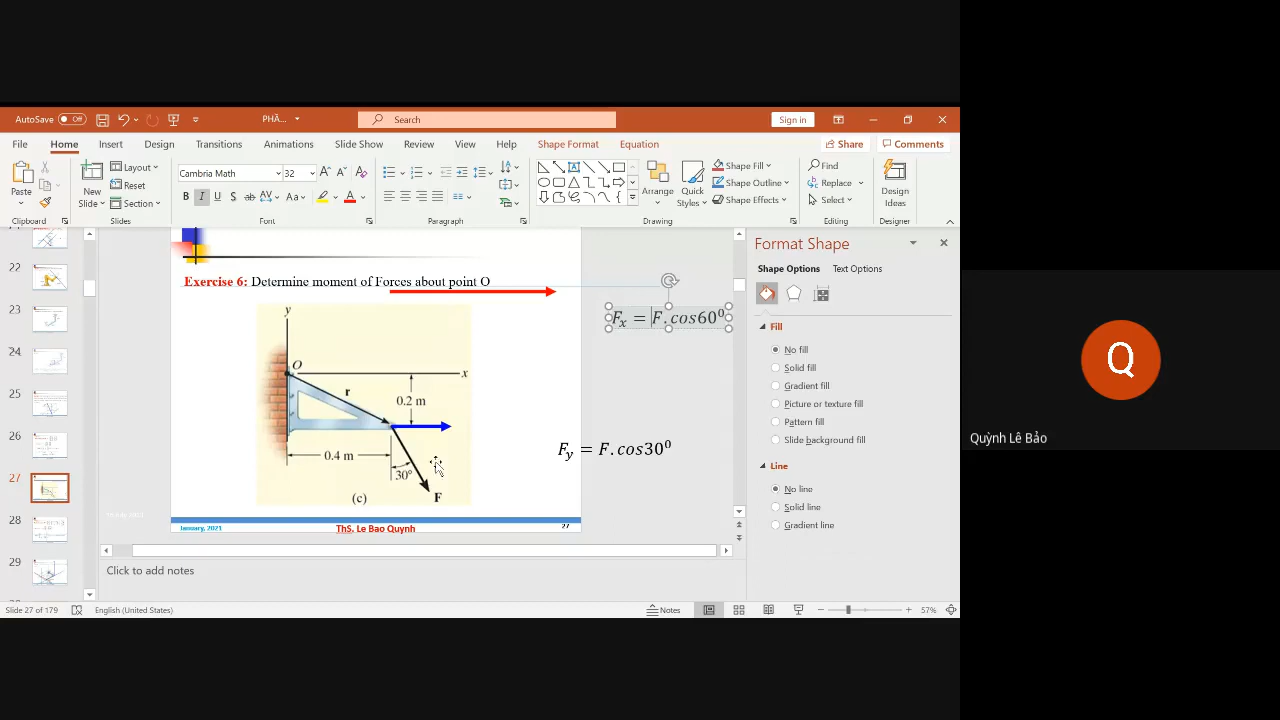 AutoSave Off PHẦ... Search Sign in
File Home Insert Design Transitions Animations Slide Show Review View Help Shape Format Equation Share Comments
Paste
New
Slide
Layout
Reset
Section
Cambria Math 32
B I U S ab AV Aa A
Arrange
Quick
Styles
Shape Fill
Shape Outline
Shape Effects
Find
Replace
Select
Design
Ideas
Clipboard Slides Font Paragraph Drawing Editing Designer
22
23
24
25
26
27
28
29
Exercise 6: Determine moment of Forces about point O
y
O
x
r
0.2 m
0.4 m
30°
F
(c)
Fx = F.cos60⁰
Fy = F.cos30⁰
January, 2021 ThS. Le Bao Quynh 27
Click to add notes
Format Shape
Shape Options Text Options
Fill
No fill
Solid fill
Gradient fill
Picture or texture fill
Pattern fill
Slide background fill
Line
No line
Solid line
Gradient line
Slide 27 of 179 English (United States) Notes 57%
Q
Quỳnh Lê Bảo